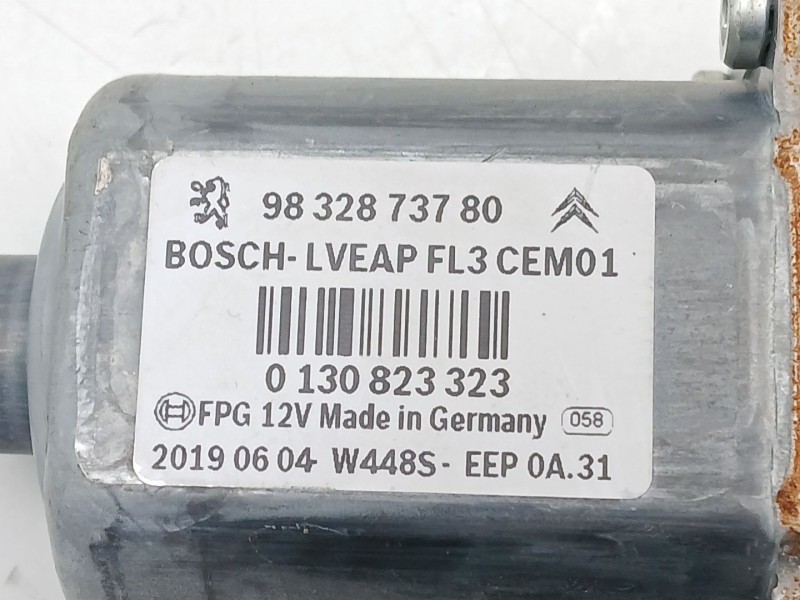 98 328 737 80
BOSCH-LVEAP FL3 CEM01
0 130 823 323
FPG 12V Made in Germany 058
2019 06 04 W448S- EEP 0A.31